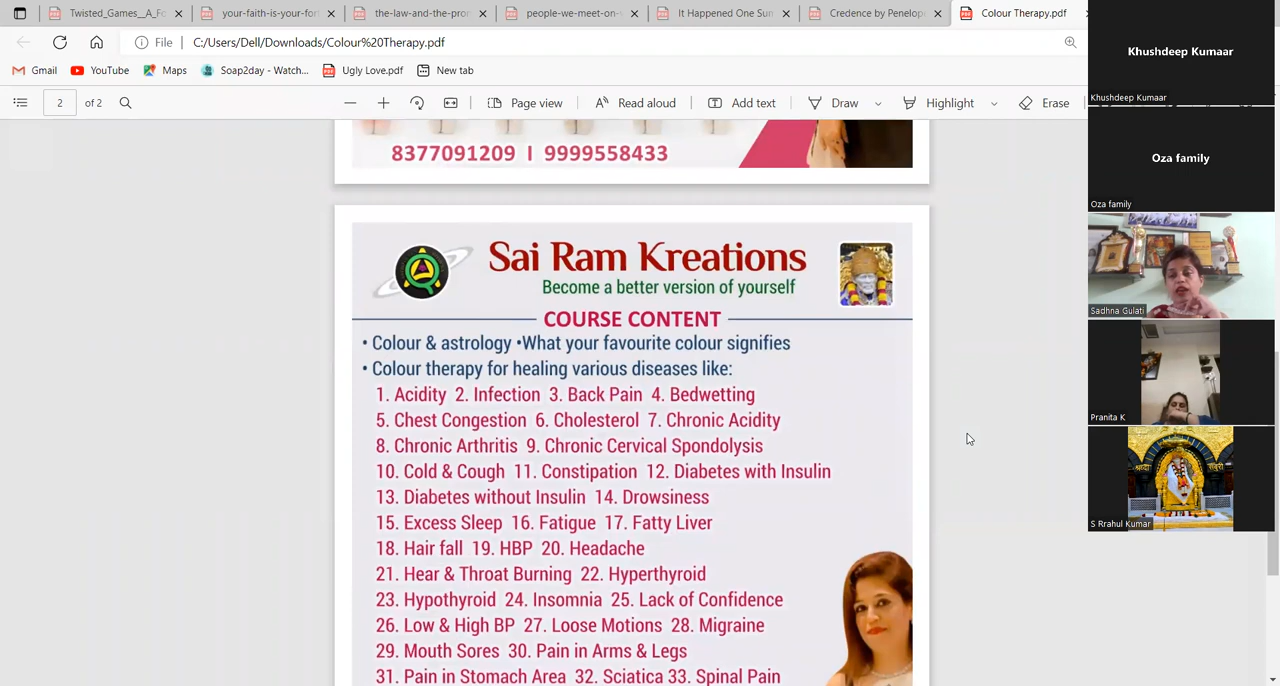 Twisted_Games__A_Fo
your-faith-is-your-for
the-law-and-the-pro
people-we-meet-on-v
It Happened One Sun
Credence by Penelop
Colour Therapy.pdf
File | C:/Users/Dell/Downloads/Colour%20Therapy.pdf
Gmail YouTube Maps Soap2day - Watch... Ugly Love.pdf New tab
2 of 2 Page view Read aloud Add text Draw Highlight Erase
8377091209 I 9999558433
Sai Ram Kreations
Become a better version of yourself
COURSE CONTENT
• Colour & astrology •What your favourite colour signifies
• Colour therapy for healing various diseases like:
1. Acidity 2. Infection 3. Back Pain 4. Bedwetting
5. Chest Congestion 6. Cholesterol 7. Chronic Acidity
8. Chronic Arthritis 9. Chronic Cervical Spondolysis
10. Cold & Cough 11. Constipation 12. Diabetes with Insulin
13. Diabetes without Insulin 14. Drowsiness
15. Excess Sleep 16. Fatigue 17. Fatty Liver
18. Hair fall 19. HBP 20. Headache
21. Hear & Throat Burning 22. Hyperthyroid
23. Hypothyroid 24. Insomnia 25. Lack of Confidence
26. Low & High BP 27. Loose Motions 28. Migraine
29. Mouth Sores 30. Pain in Arms & Legs
31. Pain in Stomach Area 32. Sciatica 33. Spinal Pain
Khushdeep Kumaar
Khushdeep Kumaar
Oza family
Oza family
Sadhna Gulati
Pranita K
श्रध्दा सबुरी
S Rrahul Kumar